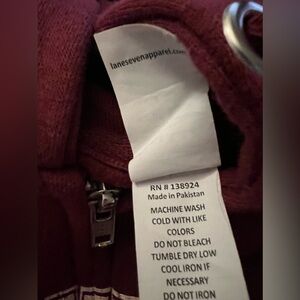 lanesevenapparel.com
RN # 138924
Made in Pakistan
MACHINE WASH
COLD WITH LIKE
COLORS
DO NOT BLEACH
TUMBLE DRY LOW
COOL IRON IF
NECESSARY
DO NOT IRON